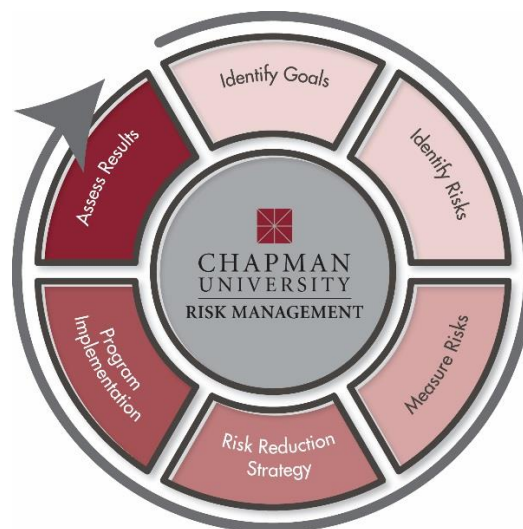 Identify Goals
Identify Risks
Measure Risks
Risk Reduction
Strategy
Program
Implementation
Assess Results
CHAPMAN
UNIVERSITY
RISK MANAGEMENT